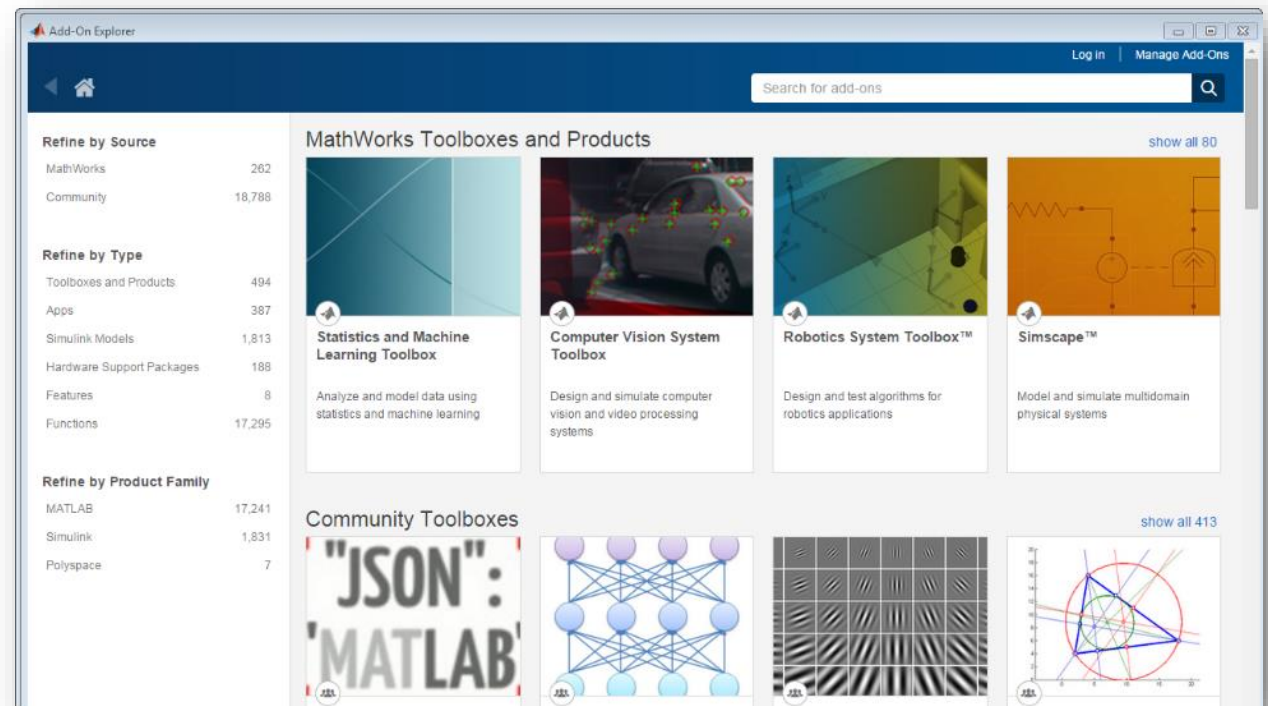 Add-On Explorer
Log in | Manage Add-Ons
Search for add-ons
Refine by Source
MathWorks 262
Community 18,788
Refine by Type
Toolboxes and Products 494
Apps 387
Simulink Models 1,813
Hardware Support Packages 188
Features 8
Functions 17,295
Refine by Product Family
MATLAB 17,241
Simulink 1,831
Polyspace 7
MathWorks Toolboxes and Products
show all 80
Statistics and Machine
Learning Toolbox
Analyze and model data using
statistics and machine learning
Computer Vision System
Toolbox
Design and simulate computer
vision and video processing
systems
Robotics System Toolbox™
Design and test algorithms for
robotics applications
Simscape™
Model and simulate multidomain
physical systems
Community Toolboxes
show all 413
"JSON":
'MATLAB'